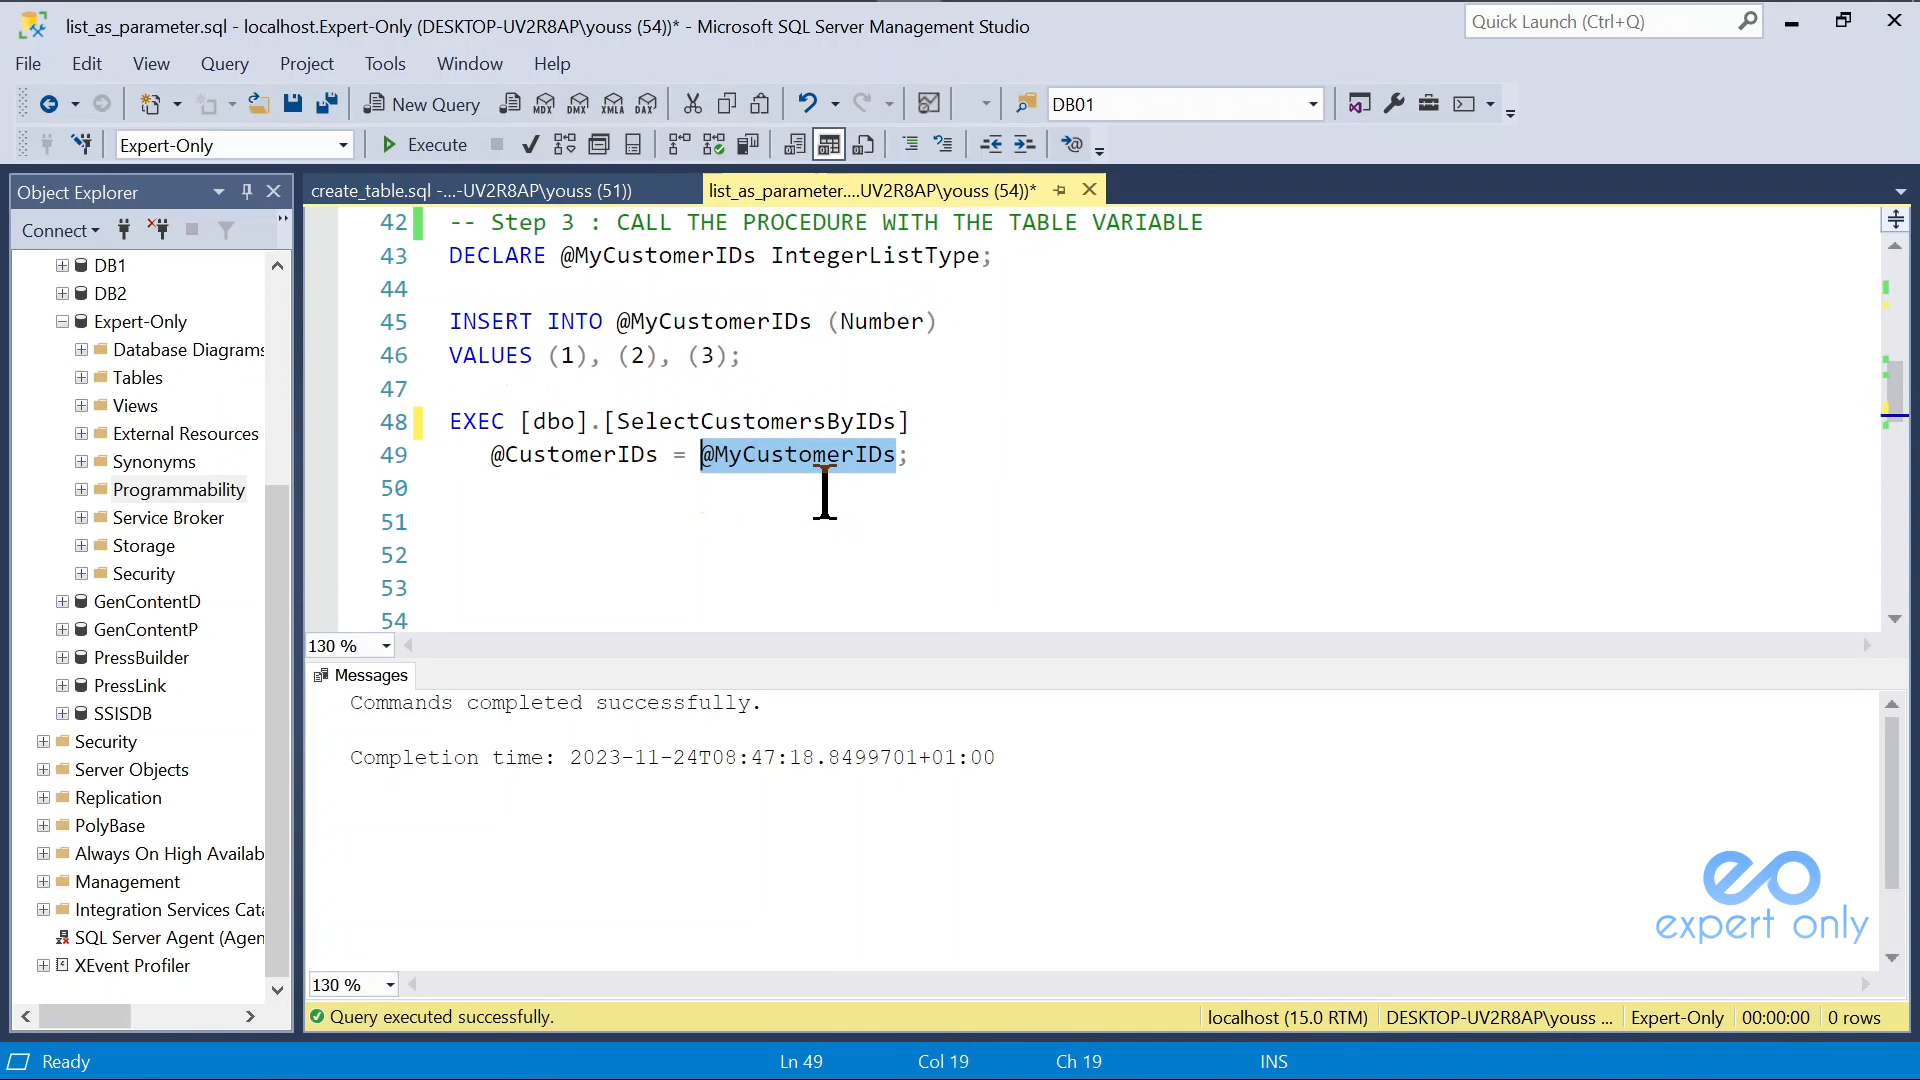 list_as_parameter.sql - localhost.Expert-Only (DESKTOP-UV2R8AP\youss (54))* - Microsoft SQL Server Management Studio
Quick Launch (Ctrl+Q)
File Edit View Query Project Tools Window Help
New Query MDX DMX XMLA DAX DB01
Expert-Only Execute
Object Explorer
create_table.sql -...-UV2R8AP\youss (51))
list_as_parameter....UV2R8AP\youss (54))*
Connect
DB1
DB2
Expert-Only
Database Diagrams
Tables
Views
External Resources
Synonyms
Programmability
Service Broker
Storage
Security
GenContentD
GenContentP
PressBuilder
PressLink
SSISDB
Security
Server Objects
Replication
PolyBase
Always On High Availab
Management
Integration Services Cata
SQL Server Agent (Agen
XEvent Profiler
42 -- Step 3 : CALL THE PROCEDURE WITH THE TABLE VARIABLE
43 DECLARE @MyCustomerIDs IntegerListType;
44
45 INSERT INTO @MyCustomerIDs (Number)
46 VALUES (1), (2), (3);
47
48 EXEC [dbo].[SelectCustomersByIDs]
49 @CustomerIDs = @MyCustomerIDs;
50
51
52
53
54
130 %
Messages
Commands completed successfully.
Completion time: 2023-11-24T08:47:18.8499701+01:00
expert only
130 %
Query executed successfully.
localhost (15.0 RTM) DESKTOP-UV2R8AP\youss ... Expert-Only 00:00:00 0 rows
Ready Ln 49 Col 19 Ch 19 INS